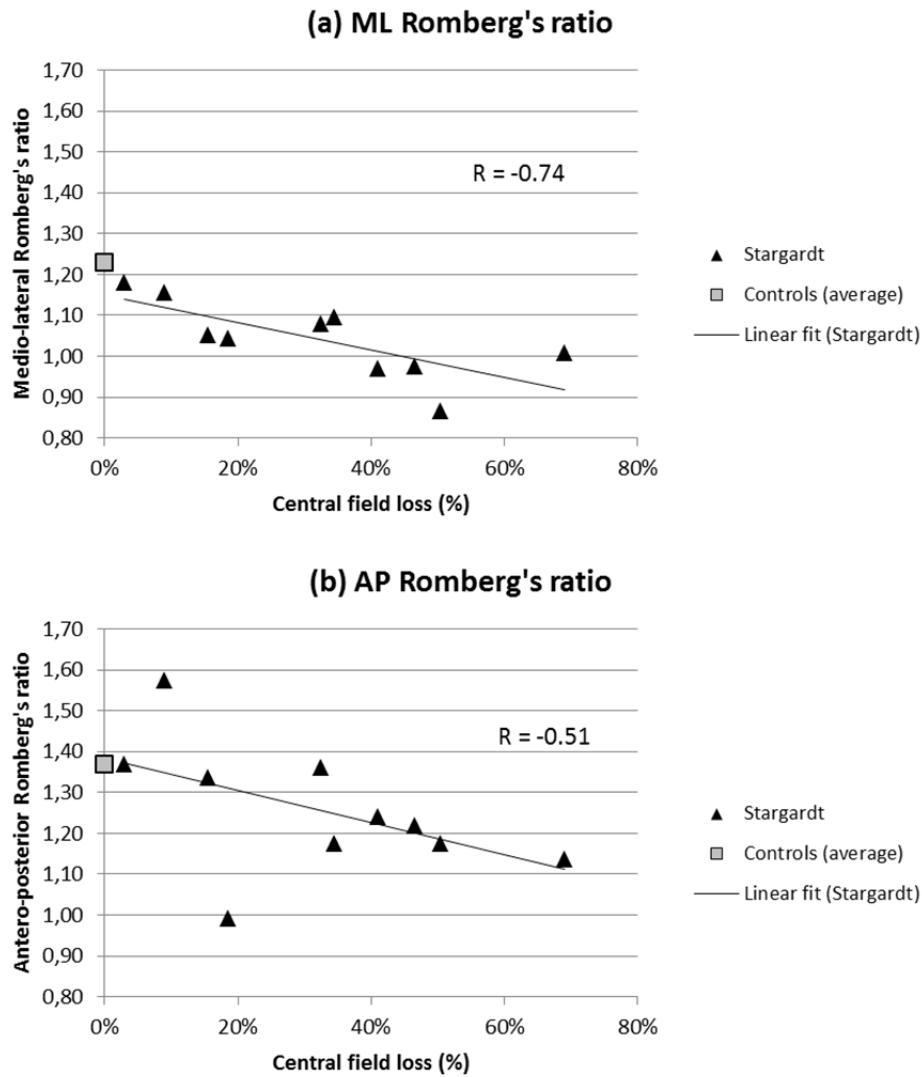 (a) ML Romberg's ratio
Medio-lateral Romberg's ratio
1,70
1,60
1,50
1,40
1,30
1,20
1,10
1,00
0,90
0,80
R = -0.74
0% 20% 40% 60% 80%
Central field loss (%)
Stargardt
Controls (average)
Linear fit (Stargardt)
(b) AP Romberg's ratio
Antero-posterior Romberg's ratio
1,70
1,60
1,50
1,40
1,30
1,20
1,10
1,00
0,90
0,80
R = -0.51
0% 20% 40% 60% 80%
Central field loss (%)
Stargardt
Controls (average)
Linear fit (Stargardt)